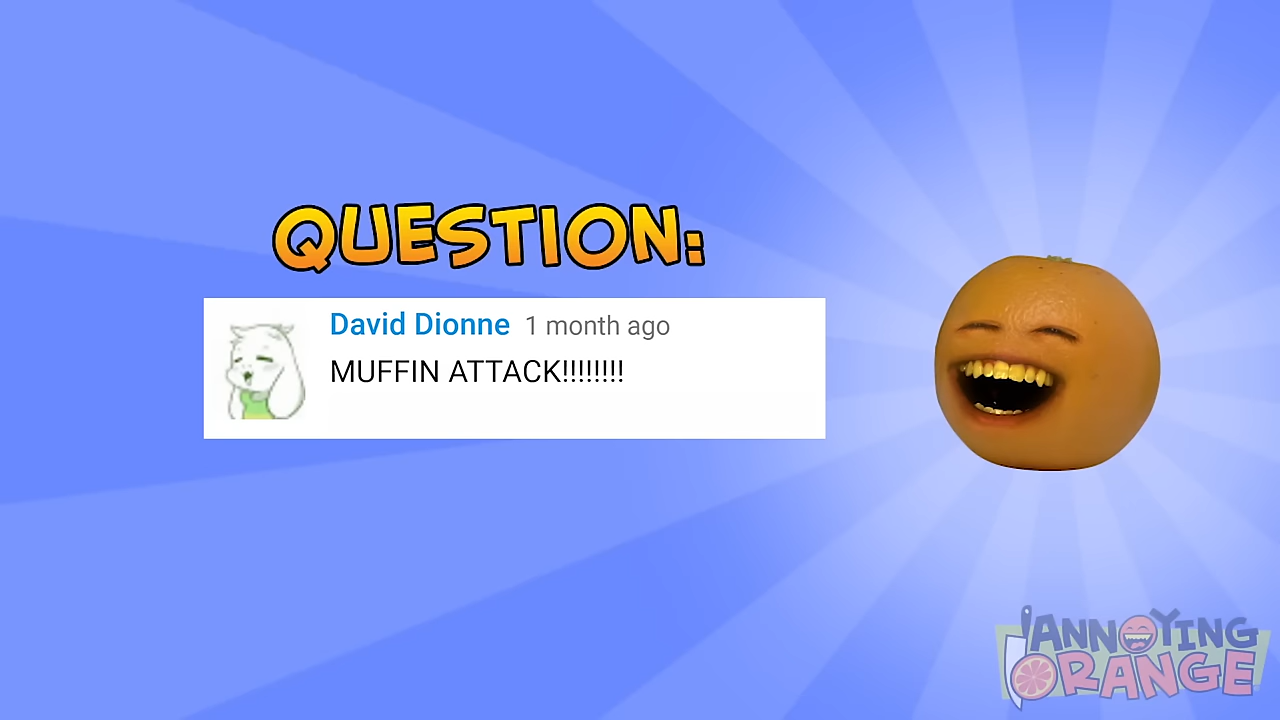 QUESTION:
David Dionne 1 month ago
MUFFIN ATTACK!!!!!!!!
ANNOYING
ORANGE